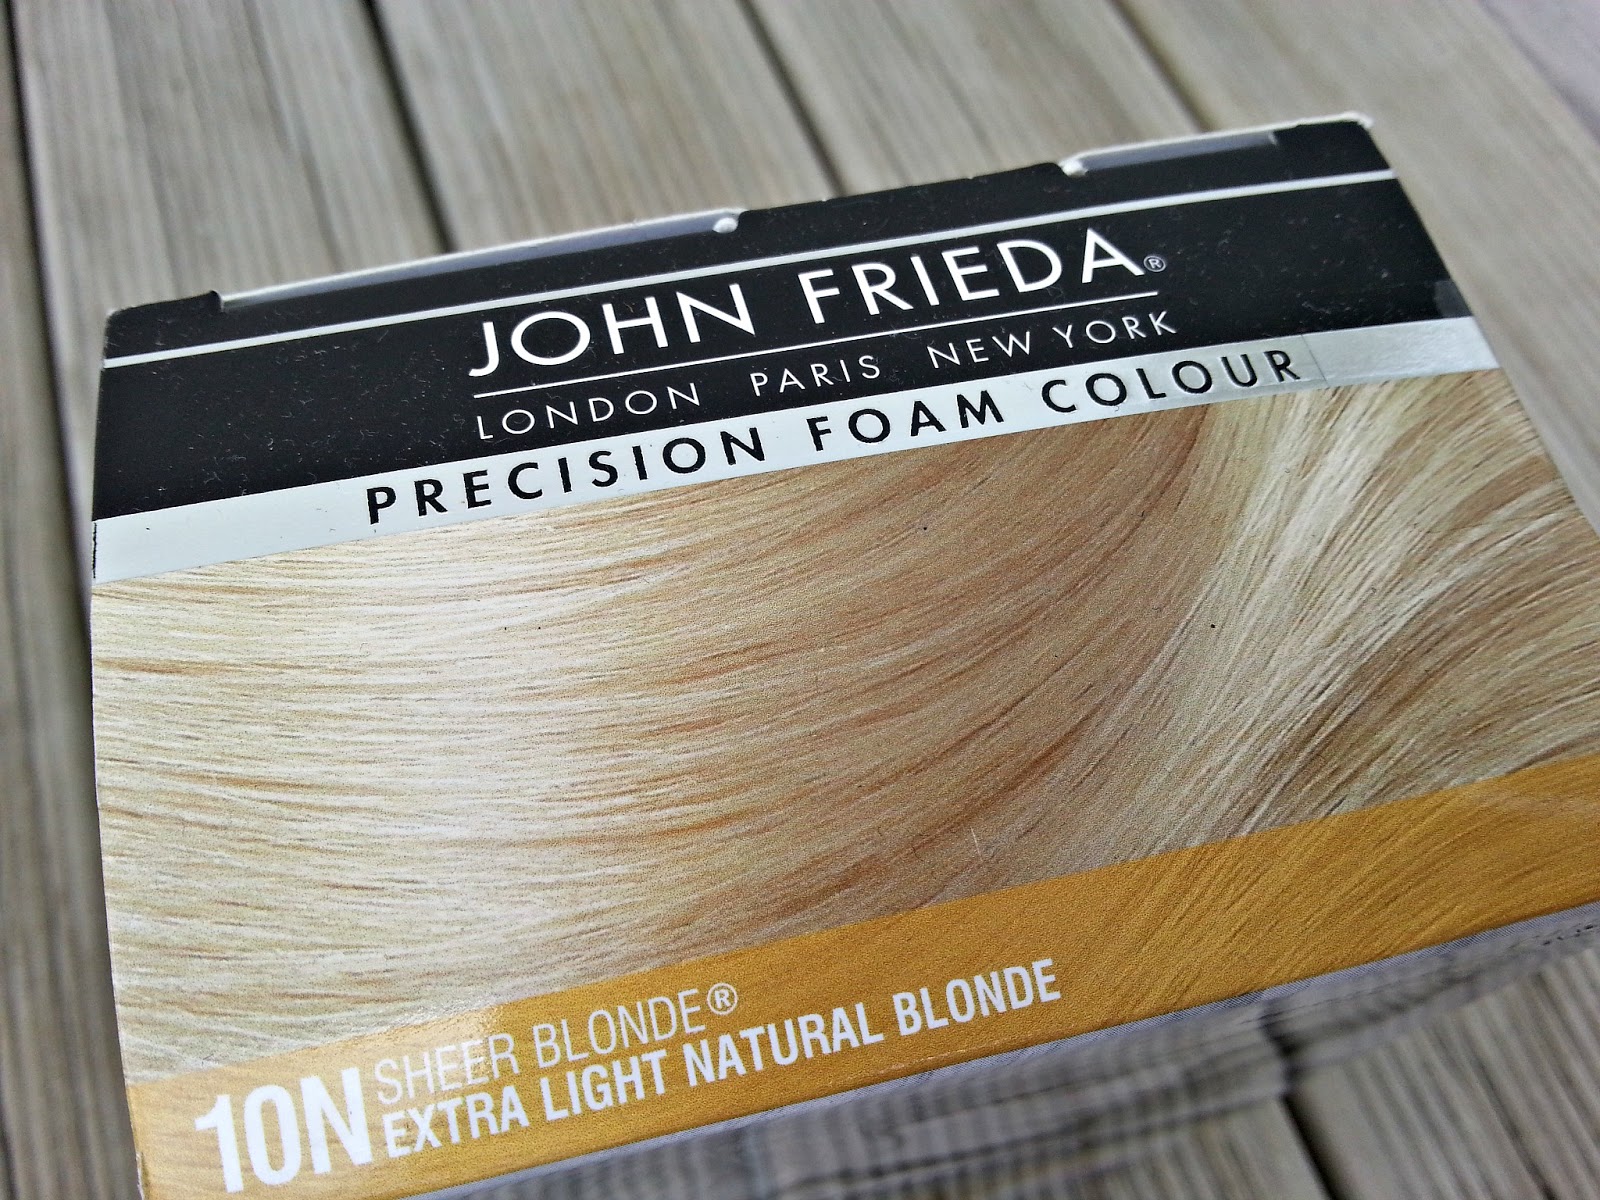 JOHN FRIEDA®
LONDON PARIS NEW YORK
PRECISION FOAM COLOUR
10N SHEER BLONDE®
EXTRA LIGHT NATURAL BLONDE